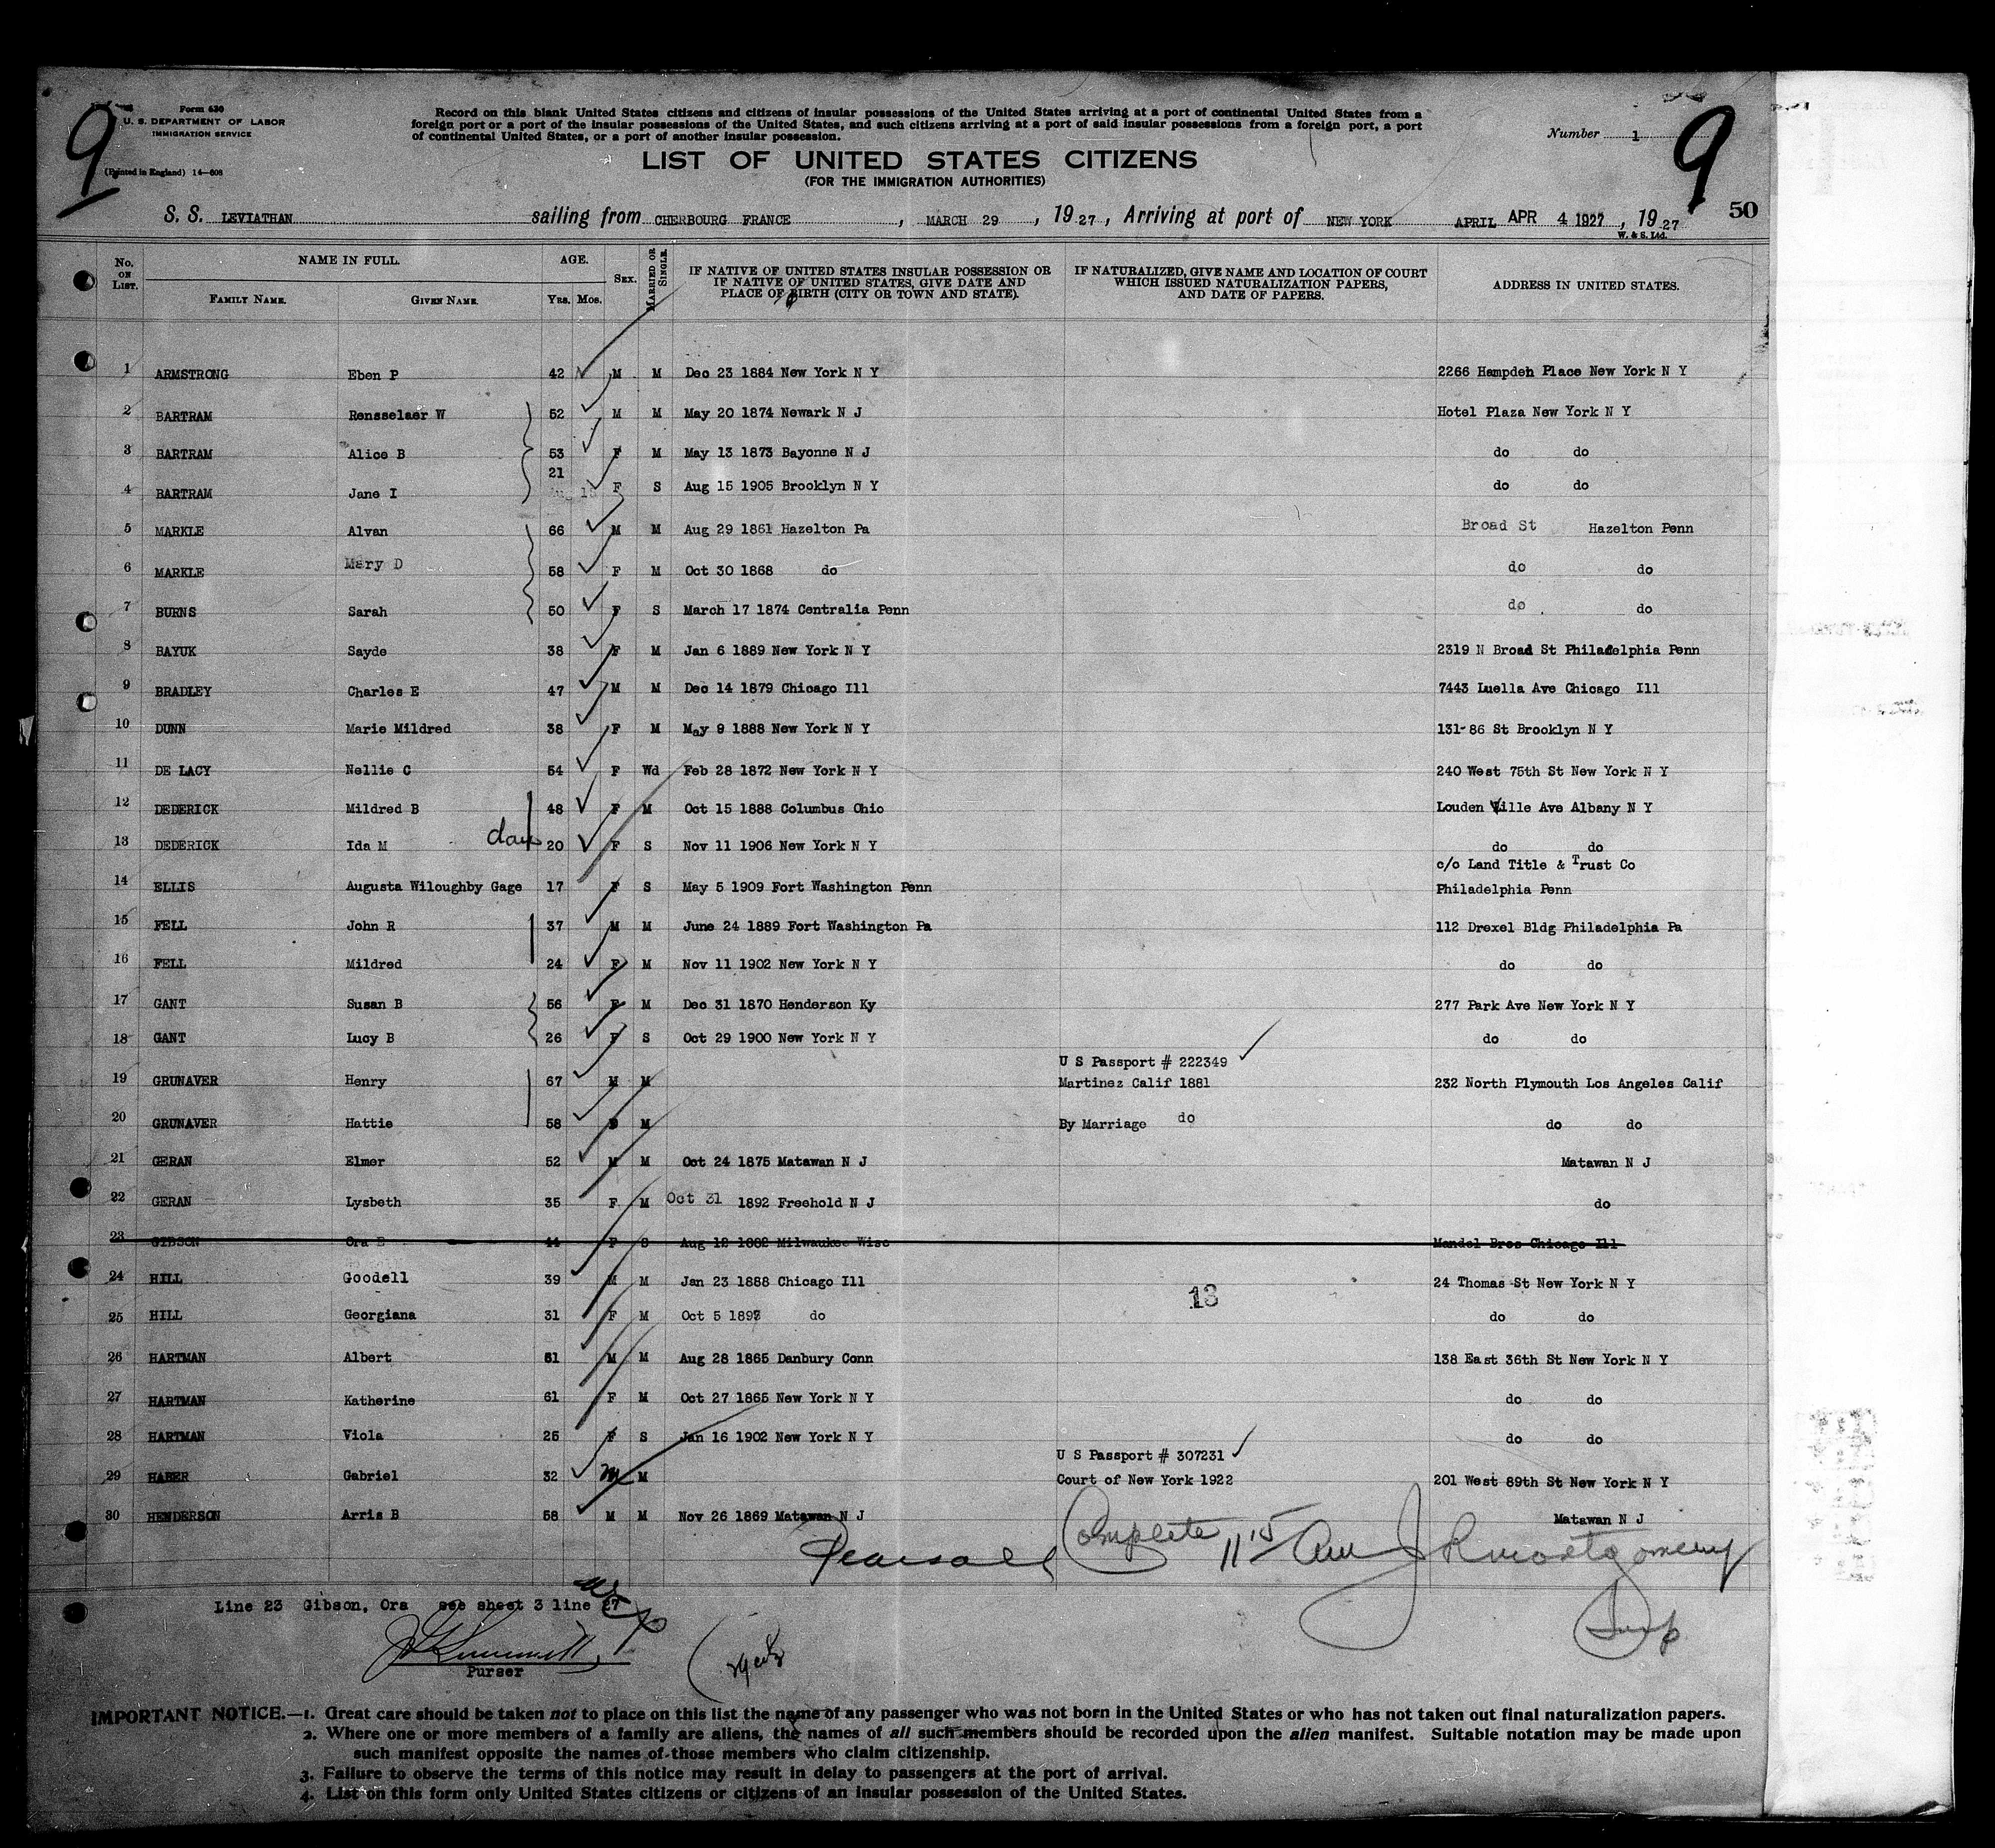 9
Form 630
U. S. DEPARTMENT OF LABOR
IMMIGRATION SERVICE
(Printed in England) 14—608
Record on this blank United States citizens and citizens of insular possessions of the United States arriving at a port of continental United States from a
foreign port or a port of the insular possessions of the United States, and such citizens arriving at a port of said insular possessions from a foreign port, a port
of continental United States, or a port of another insular possession.
Number 1
9
LIST OF UNITED STATES CITIZENS
(FOR THE IMMIGRATION AUTHORITIES)
S. S. LEVIATHAN sailing from CHERBOURG FRANCE, MARCH 29, 1927, Arriving at port of NEW YORK APRIL APR 4 1927, 1927
50
W. & S. Ltd.
No. ON LIST. NAME IN FULL. FAMILY NAME. GIVEN NAME. AGE. YRS. MOS. SEX. MARRIED OR SINGLE. IF NATIVE OF UNITED STATES INSULAR POSSESSION OR IF NATIVE OF UNITED STATES, GIVE DATE AND PLACE OF BIRTH (CITY OR TOWN AND STATE). IF NATURALIZED, GIVE NAME AND LOCATION OF COURT WHICH ISSUED NATURALIZATION PAPERS, AND DATE OF PAPERS. ADDRESS IN UNITED STATES.
1 ARMSTRONG Eben P 42 M M Dec 23 1884 New York N Y 2266 Hampden Place New York N Y
2 BARTRAM Rensselaer W 52 M M May 20 1874 Newark N J Hotel Plaza New York N Y
3 BARTRAM Alice B 53 F M May 13 1873 Bayonne N J do do
4 BARTRAM Jane I 21 F S Aug 15 1905 Brooklyn N Y do do
5 MARKLE Alvan 66 M M Aug 29 1861 Hazelton Pa Broad St Hazelton Penn
6 MARKLE Mary D 58 F M Oct 30 1868 do do do
7 BURNS Sarah 50 F S March 17 1874 Centralia Penn do do
8 BAYUK Sayde 38 F M Jan 6 1889 New York N Y 2319 N Broad St Philadelphia Penn
9 BRADLEY Charles E 47 M M Dec 14 1879 Chicago Ill 7443 Luella Ave Chicago Ill
10 DUNN Marie Mildred 38 F M May 9 1888 New York N Y 131-86 St Brooklyn N Y
11 DE LACY Nellie C 54 F Wd Feb 28 1872 New York N Y 240 West 75th St New York N Y
12 DEDERICK Mildred B 48 F M Oct 15 1888 Columbus Ohio Louden Ville Ave Albany N Y
13 DEDERICK Ida M dau 20 F S Nov 11 1906 New York N Y do do
c/o Land Title & Trust Co
14 ELLIS Augusta Wiloughby Gage 17 F S May 5 1909 Fort Washington Penn Philadelphia Penn
15 FELL John R 37 M M June 24 1889 Fort Washington Pa 112 Drexel Bldg Philadelphia Pa
16 FELL Mildred 24 F M Nov 11 1902 New York N Y do do
17 GANT Susan B 56 F M Dec 31 1870 Henderson Ky 277 Park Ave New York N Y
18 GANT Lucy B 26 F S Oct 29 1900 New York N Y do do
U S Passport # 222349
19 GRUNAVER Henry 67 M M Martinez Calif 1881 232 North Plymouth Los Angeles Calif
20 GRUNAVER Hattie 58 M By Marriage do do do
21 GERAN Elmer 52 M M Oct 24 1875 Matawan N J Matawan N J
22 GERAN Lysbeth 35 F M Oct 31 1892 Freehold N J do
23 GIBSON Ora E 44 F S Aug 12 1882 Milwaukee Wisc Mandel Bros Chicago Ill
24 HILL Goodell 39 M M Jan 23 1888 Chicago Ill 24 Thomas St New York N Y
13
25 HILL Georgiana 31 F M Oct 5 1897 do do do
26 HARTMAN Albert 61 M M Aug 28 1865 Danbury Conn 138 East 36th St New York N Y
27 HARTMAN Katherine 61 F M Oct 27 1865 New York N Y do do
28 HARTMAN Viola 25 F S Jan 16 1902 New York N Y do do
U S Passport # 307231
29 HABER Gabriel 32 M M Court of New York 1922 201 West 89th St New York N Y
30 HENDERSON Arris B 58 M M Nov 26 1869 Matawan N J Matawan N J
Pearsall Complete 11 15 AM J R Montgomery
Insp
Line 23 Gibson, Ora see sheet 3 line 27
Purser
IMPORTANT NOTICE.—1. Great care should be taken not to place on this list the name of any passenger who was not born in the United States or who has not taken out final naturalization papers.
2. Where one or more members of a family are aliens, the names of all such members should be recorded upon the alien manifest. Suitable notation may be made upon
such manifest opposite the names of those members who claim citizenship.
3. Failure to observe the terms of this notice may result in delay to passengers at the port of arrival.
4. List on this form only United States citizens or citizens of an insular possession of the United States.